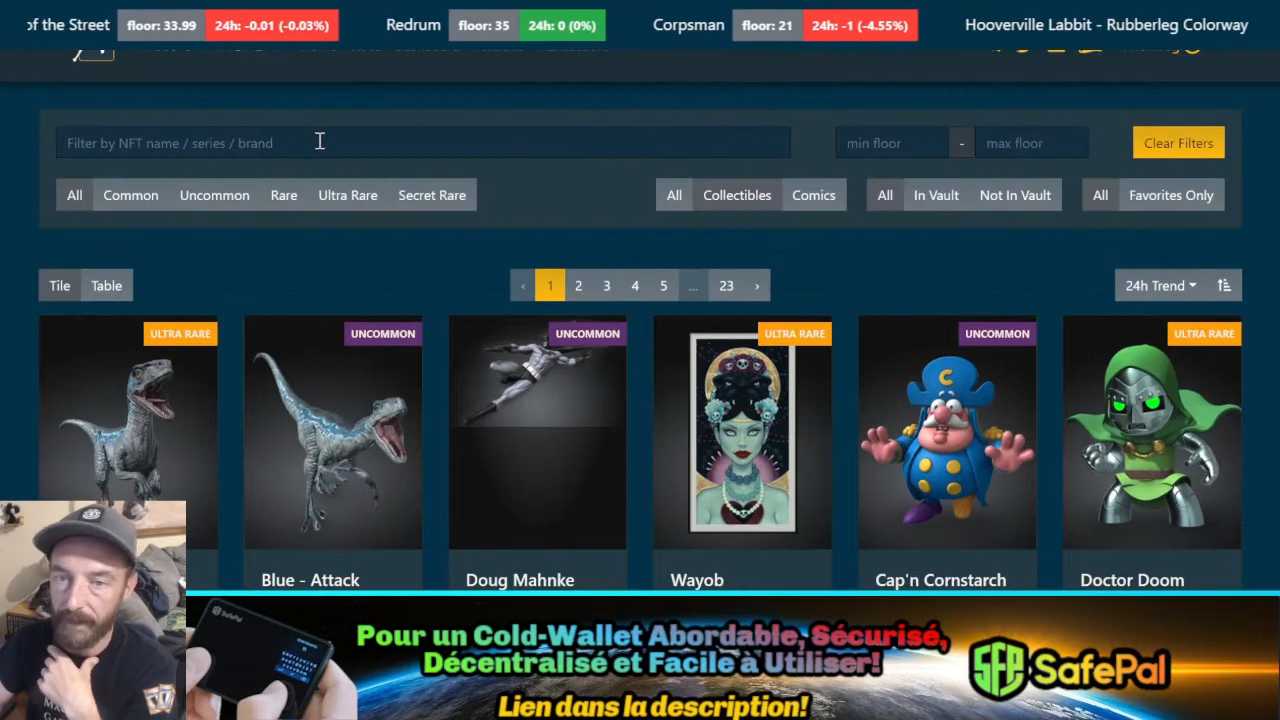 of the Street floor: 33.99 24h: -0.01 (-0.03%) Redrum floor: 35 24h: 0 (0%) Corpsman floor: 21 24h: -1 (-4.55%) Hooverville Labbit - Rubberleg Colorway
Filter by NFT name / series / brand min floor - max floor Clear Filters
All Common Uncommon Rare Ultra Rare Secret Rare All Collectibles Comics All In Vault Not In Vault All Favorites Only
Tile Table ‹ 1 2 3 4 5 ... 23 › 24h Trend
ULTRA RARE UNCOMMON UNCOMMON ULTRA RARE UNCOMMON ULTRA RARE
C
Blue - Attack Doug Mahnke Wayob Cap'n Cornstarch Doctor Doom
SafePal
Pour un Cold-Wallet Abordable, Sécurisé,
Décentralisé et Facile à Utiliser!
SFP SafePal
Lien dans la description!